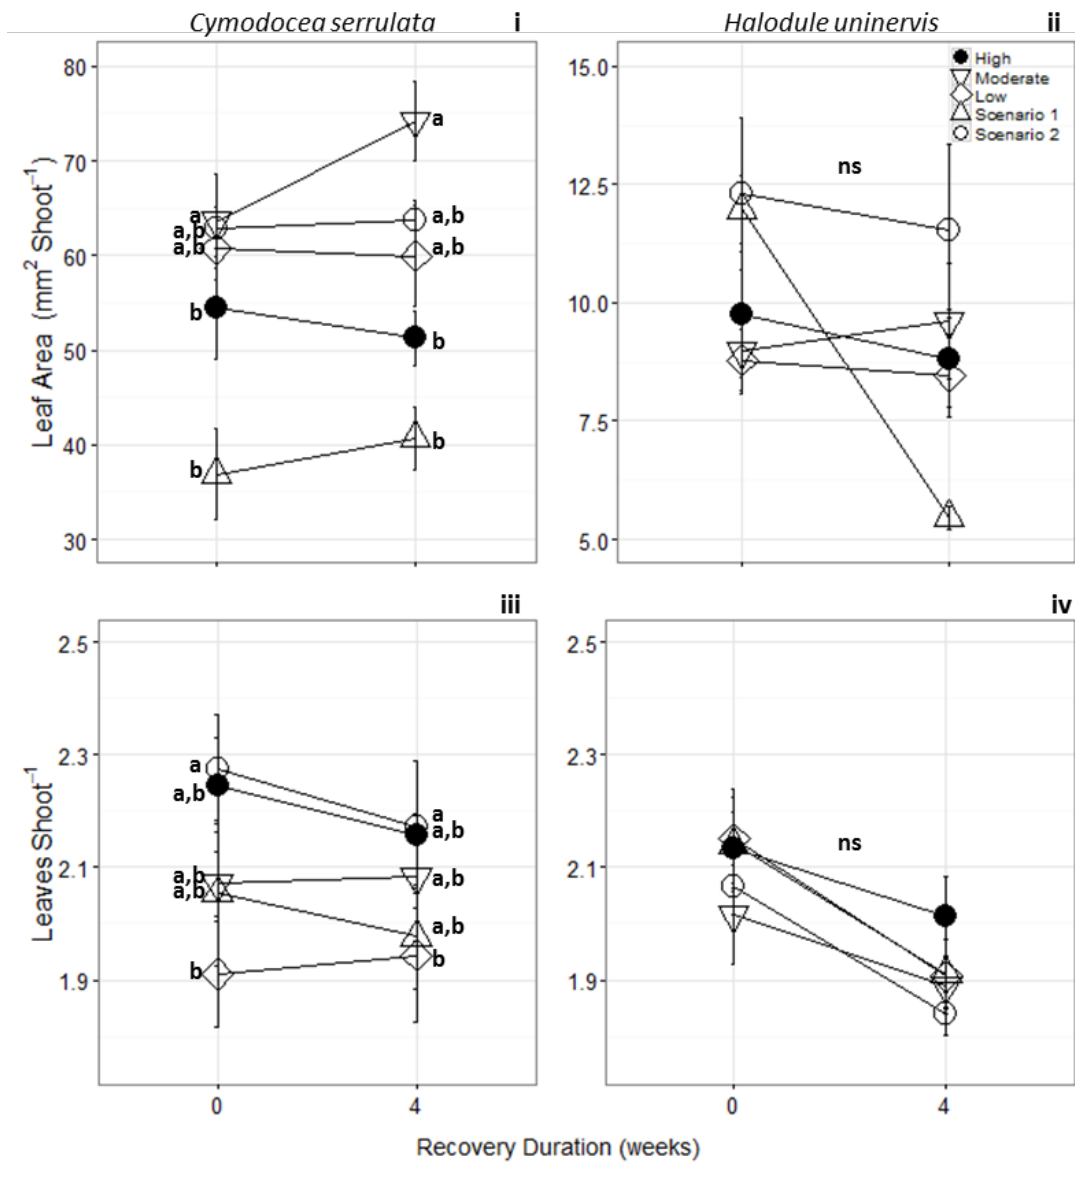 Cymodocea serrulata i
Halodule uninervis ii
80
70
60
50
40
30
Leaf Area (mm² Shoot⁻¹)
a
a,b
a,b
b
b
a
a,b
a,b
b
b
15.0
12.5
10.0
7.5
5.0
High
Moderate
Low
Scenario 1
Scenario 2
ns
iii
2.5
2.3
2.1
1.9
Leaves Shoot⁻¹
a
a,b
a,b
a,b
b
a
a,b
a,b
a,b
b
0
4
iv
2.5
2.3
2.1
1.9
ns
0
4
Recovery Duration (weeks)